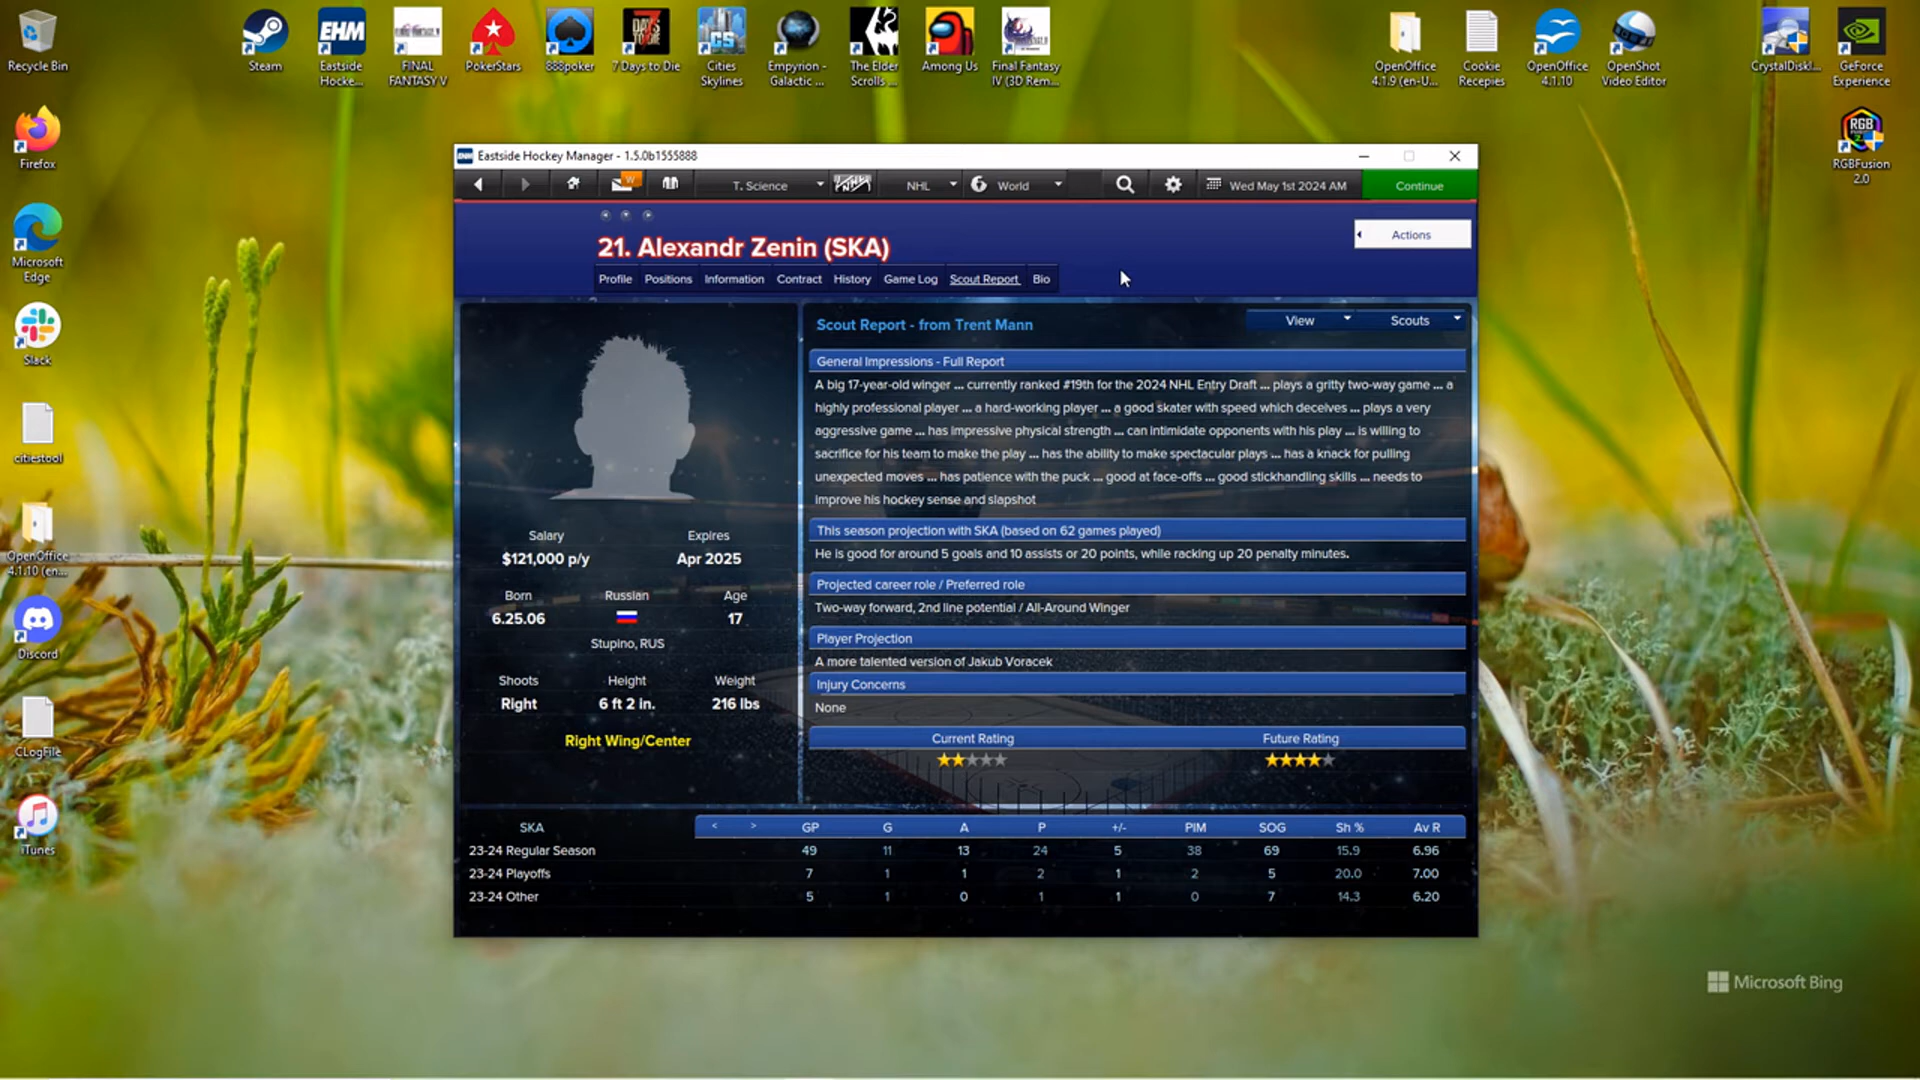 Recycle Bin
Steam
Eastside Hocke...
FINAL FANTASY V
PokerStars
888poker
7 Days to Die
Cities Skylines
Empyrion - Galactic ...
The Elder Scrolls ...
Among Us
Final Fantasy IV (3D Rem...
OpenOffice 4.1.9 (en-U...
Cookie Recepies
OpenOffice 4.1.10
OpenShot Video Editor
CrystalDiskI...
GeForce Experience
Firefox
Microsoft Edge
Slack
citiestool
OpenOffice 4.1.10 (en...
Discord
CLogFile
iTunes
RGBFusion 2.0
Eastside Hockey Manager - 1.5.0b1555888
T. Science
NHL
World
Wed May 1st 2024 AM
Continue
21. Alexandr Zenin (SKA)
Actions
Profile Positions Information Contract History Game Log Scout Report Bio
Scout Report - from Trent Mann
View
Scouts
General Impressions - Full Report
A big 17-year-old winger ... currently ranked #19th for the 2024 NHL Entry Draft ... plays a gritty two-way game ... a
highly professional player ... a hard-working player ... a good skater with speed which deceives ... plays a very
aggressive game ... has impressive physical strength ... can intimidate opponents with his play ... is willing to
sacrifice for his team to make the play ... has the ability to make spectacular plays ... has a knack for pulling
unexpected moves ... has patience with the puck ... good at face-offs ... good stickhandling skills ... needs to
improve his hockey sense and slapshot
This season projection with SKA (based on 62 games played)
He is good for around 5 goals and 10 assists or 20 points, while racking up 20 penalty minutes.
Projected career role / Preferred role
Two-way forward, 2nd line potential / All-Around Winger
Player Projection
A more talented version of Jakub Voracek
Injury Concerns
None
Current Rating Future Rating
Salary Expires
$121,000 p/y Apr 2025
Born Russian Age
6.25.06 17
Stupino, RUS
Shoots Height Weight
Right 6 ft 2 in. 216 lbs
Right Wing/Center
SKA < > GP G A P +/- PIM SOG Sh % Av R
23-24 Regular Season 49 11 13 24 5 38 69 15.9 6.96
23-24 Playoffs 7 1 1 2 1 2 5 20.0 7.00
23-24 Other 5 1 0 1 1 0 7 14.3 6.20
Microsoft Bing